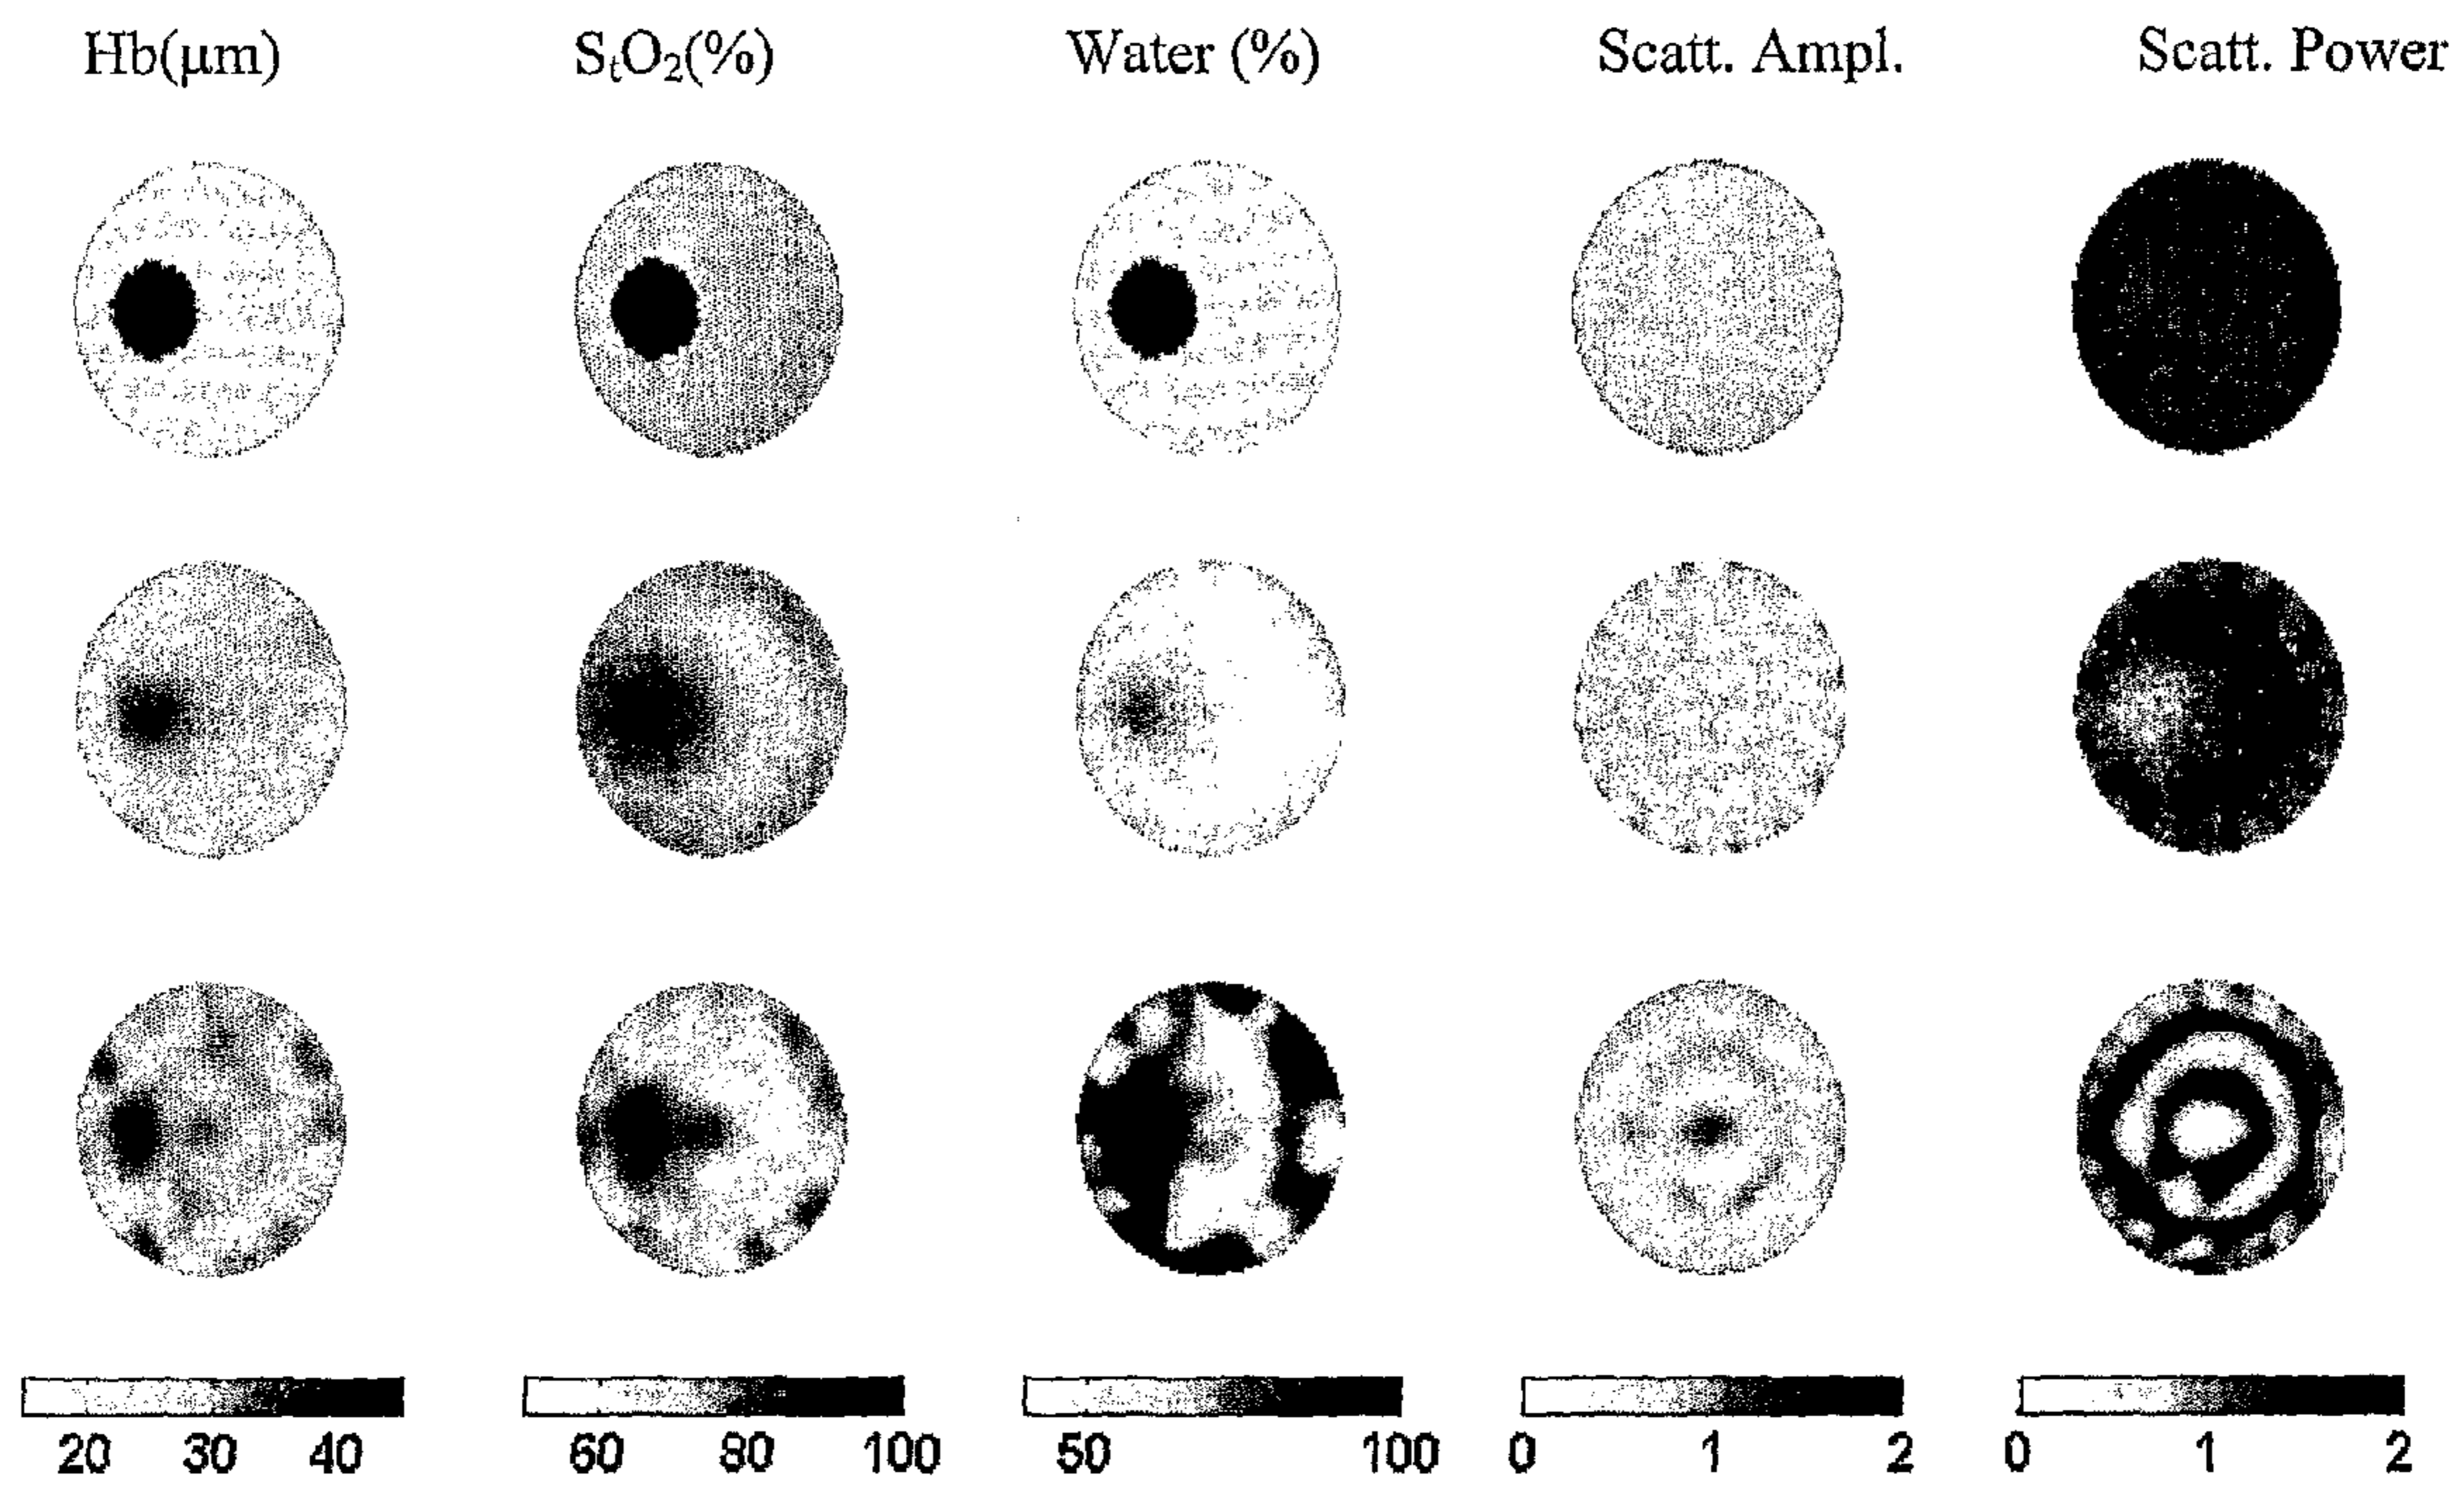 Hb(μm) SₜO₂(%) Water (%) Scatt. Ampl. Scatt. Power
20 30 40 60 80 100 50 100 0 1 2 0 1 2